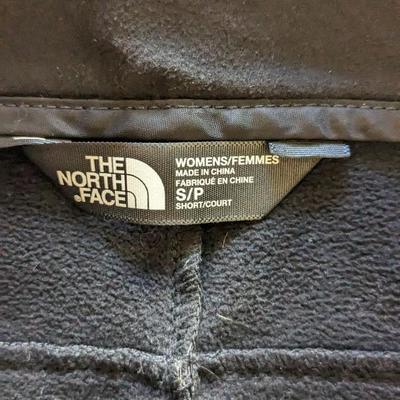 THE
NORTH
FACE
WOMENS/FEMMES
MADE IN CHINA
FABRIQUÉ EN CHINE
S/P
SHORT/COURT